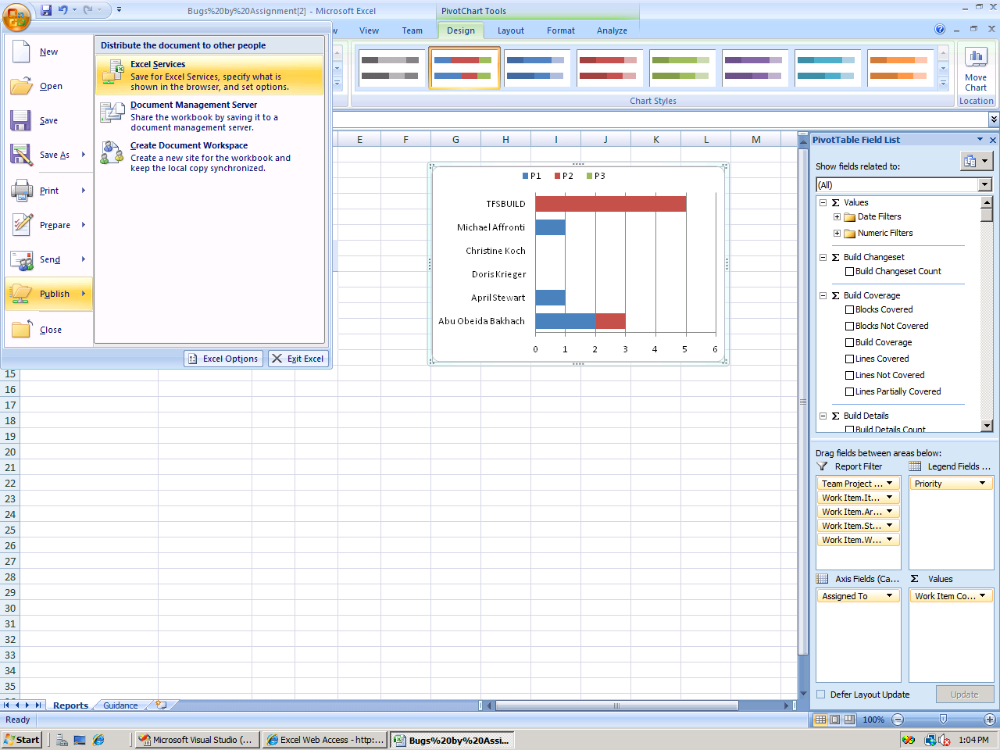 Bugs%20by%20Assignment[2] - Microsoft Excel
PivotChart Tools
w View Team Design Layout Format Analyze
New
Open
Save
Save As
Print
Prepare
Send
Publish
Close
Distribute the document to other people
Excel Services
Save for Excel Services, specify what is
shown in the browser, and set options.
Document Management Server
Share the workbook by saving it to a
document management server.
Create Document Workspace
Create a new site for the workbook and
keep the local copy synchronized.
Excel Options
Exit Excel
Chart Styles
Move
Chart
Location
E F G H I J K L M
15
16
17
18
19
20
21
22
23
24
25
26
27
28
29
30
31
32
33
34
35
P1 P2 P3
TFSBUILD
Michael Affronti
Christine Koch
Doris Krieger
April Stewart
Abu Obeida Bakhach
0 1 2 3 4 5 6
PivotTable Field List
Show fields related to:
(All)
Σ Values
Date Filters
Numeric Filters
Σ Build Changeset
Build Changeset Count
Σ Build Coverage
Blocks Covered
Blocks Not Covered
Build Coverage
Lines Covered
Lines Not Covered
Lines Partially Covered
Σ Build Details
Build Details Count
Drag fields between areas below:
Report Filter
Legend Fields ...
Team Project ...
Work Item.It...
Work Item.Ar...
Work Item.St...
Work Item.W...
Priority
Axis Fields (Ca...
Σ Values
Assigned To
Work Item Co...
Defer Layout Update
Update
Reports Guidance
Ready
100%
Start
Microsoft Visual Studio (...
Excel Web Access - http:...
Bugs%20by%20Assi...
1:04 PM